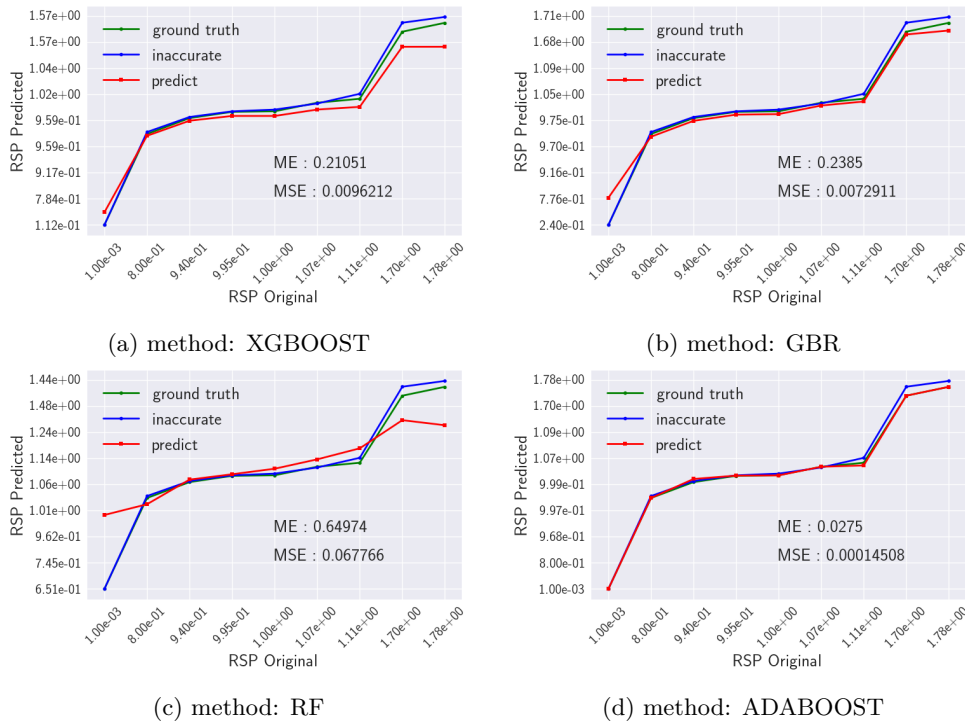 1.57e+00
1.57e+00
1.04e+00
1.02e+00
9.59e-01
9.59e-01
9.17e-01
7.84e-01
1.12e-01
RSP Predicted
ground truth
inaccurate
predict
ME : 0.21051
MSE : 0.0096212
1.00e-03
8.00e-01
9.40e-01
9.95e-01
1.00e+00
1.07e+00
1.11e+00
1.70e+00
1.78e+00
RSP Original
(a) method: XGBOOST
1.71e+00
1.68e+00
1.09e+00
1.05e+00
9.75e-01
9.70e-01
9.16e-01
7.76e-01
2.40e-01
RSP Predicted
ground truth
inaccurate
predict
ME : 0.2385
MSE : 0.0072911
1.00e-03
8.00e-01
9.40e-01
9.95e-01
1.00e+00
1.07e+00
1.11e+00
1.70e+00
1.78e+00
RSP Original
(b) method: GBR
1.44e+00
1.48e+00
1.24e+00
1.14e+00
1.06e+00
1.01e+00
9.62e-01
7.45e-01
6.51e-01
RSP Predicted
ground truth
inaccurate
predict
ME : 0.64974
MSE : 0.067766
1.00e-03
8.00e-01
9.40e-01
9.95e-01
1.00e+00
1.07e+00
1.11e+00
1.70e+00
1.78e+00
RSP Original
(c) method: RF
1.78e+00
1.70e+00
1.09e+00
1.07e+00
9.99e-01
9.97e-01
9.68e-01
8.00e-01
1.00e-03
RSP Predicted
ground truth
inaccurate
predict
ME : 0.0275
MSE : 0.00014508
1.00e-03
8.00e-01
9.40e-01
9.95e-01
1.00e+00
1.07e+00
1.11e+00
1.70e+00
1.78e+00
RSP Original
(d) method: ADABOOST